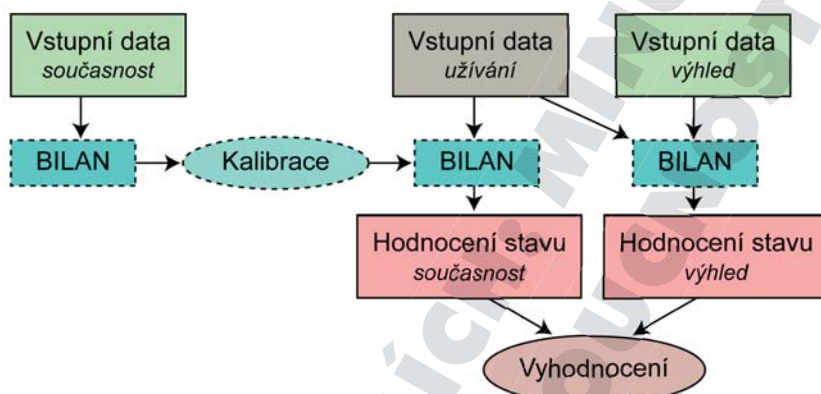 Vstupní data
současnost
Vstupní data
užívání
Vstupní data
výhled
BILAN
Kalibrace
BILAN
BILAN
Hodnocení stavu
současnost
Hodnocení stavu
výhled
Vyhodnocení